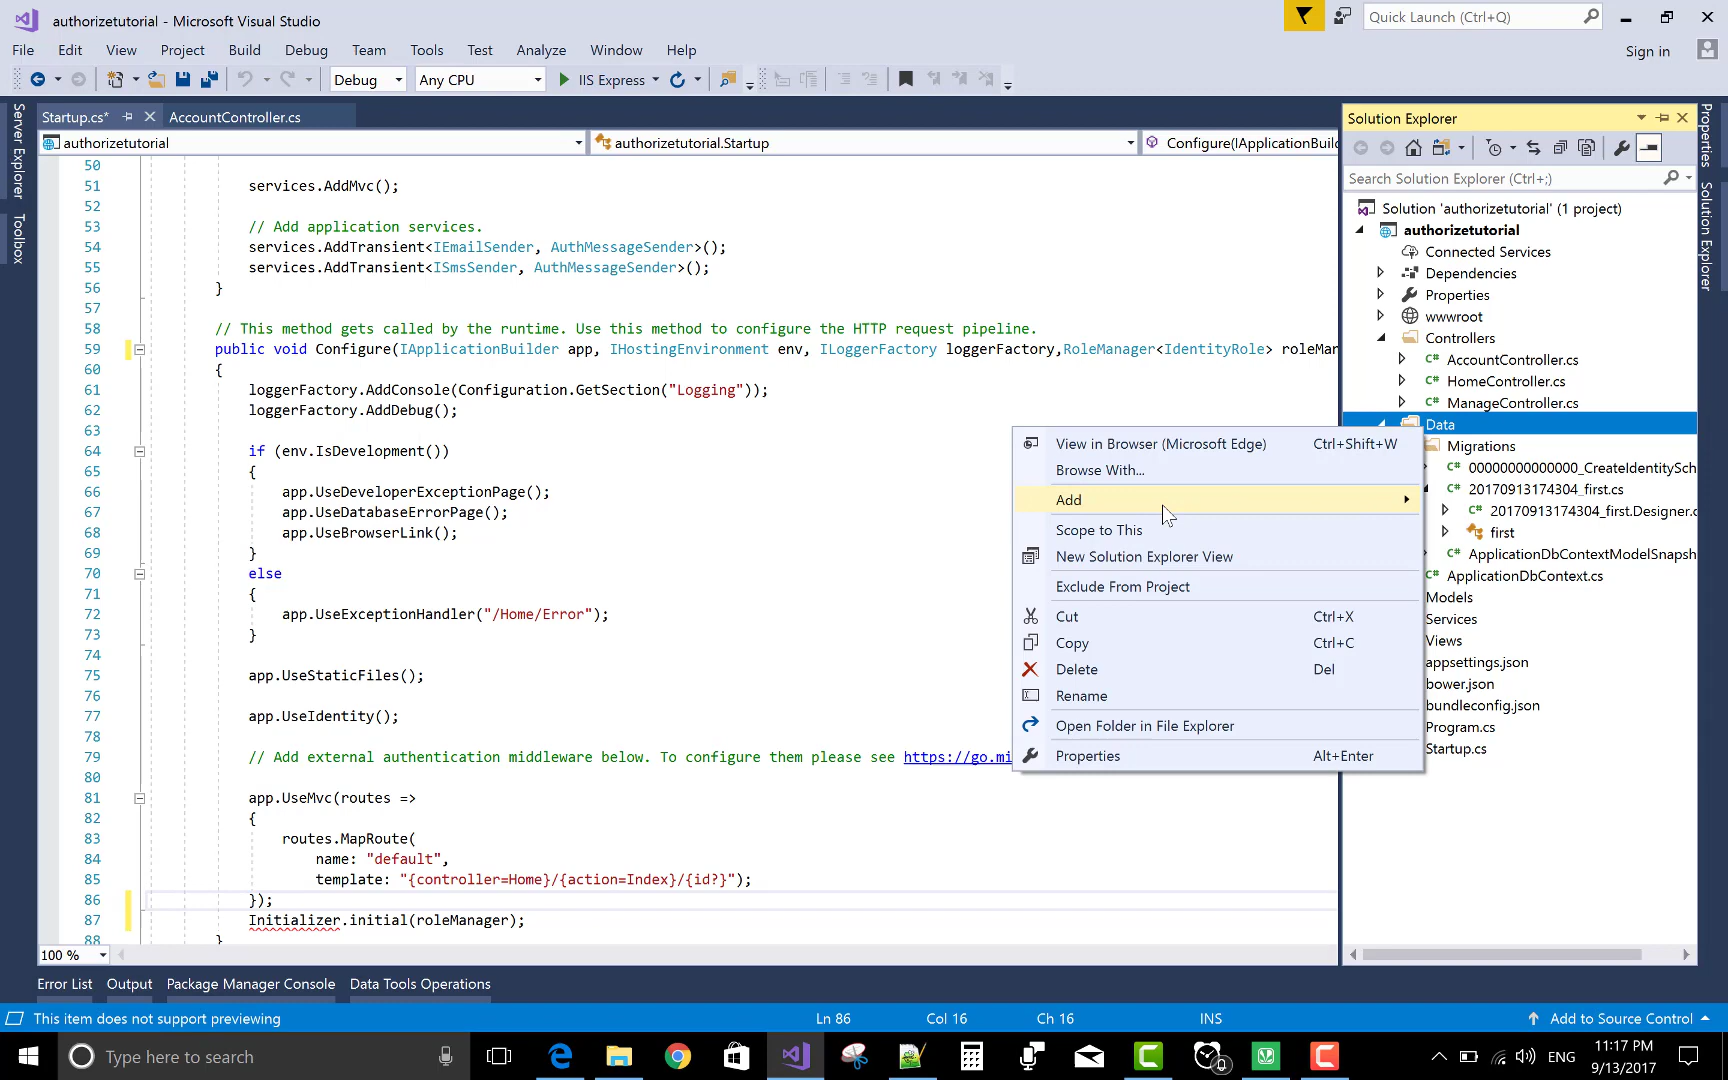 authorizetutorial - Microsoft Visual Studio
Quick Launch (Ctrl+Q)
File Edit View Project Build Debug Team Tools Test Analyze Window Help
Sign in
Debug Any CPU IIS Express
Server Explorer
Toolbox
Startup.cs* AccountController.cs
authorizetutorial authorizetutorial.Startup Configure(IApplicationBuilc
50
51 services.AddMvc();
52
53 // Add application services.
54 services.AddTransient<IEmailSender, AuthMessageSender>();
55 services.AddTransient<ISmsSender, AuthMessageSender>();
56 }
57
58 // This method gets called by the runtime. Use this method to configure the HTTP request pipeline.
59 public void Configure(IApplicationBuilder app, IHostingEnvironment env, ILoggerFactory loggerFactory,RoleManager<IdentityRole> roleMar
60 {
61 loggerFactory.AddConsole(Configuration.GetSection("Logging"));
62 loggerFactory.AddDebug();
63
64 if (env.IsDevelopment())
65 {
66 app.UseDeveloperExceptionPage();
67 app.UseDatabaseErrorPage();
68 app.UseBrowserLink();
69 }
70 else
71 {
72 app.UseExceptionHandler("/Home/Error");
73 }
74
75 app.UseStaticFiles();
76
77 app.UseIdentity();
78
79 // Add external authentication middleware below. To configure them please see https://go.mi
80
81 app.UseMvc(routes =>
82 {
83 routes.MapRoute(
84 name: "default",
85 template: "{controller=Home}/{action=Index}/{id?}");
86 });
87 Initializer.initial(roleManager);
88 }
100 %
View in Browser (Microsoft Edge) Ctrl+Shift+W
Browse With...
Add
Scope to This
New Solution Explorer View
Exclude From Project
Cut Ctrl+X
Copy Ctrl+C
Delete Del
Rename
Open Folder in File Explorer
Properties Alt+Enter
Solution Explorer
Search Solution Explorer (Ctrl+;)
Solution 'authorizetutorial' (1 project)
authorizetutorial
Connected Services
Dependencies
Properties
wwwroot
Controllers
C# AccountController.cs
C# HomeController.cs
C# ManageController.cs
Data
Migrations
C# 00000000000000_CreateIdentitySch
C# 20170913174304_first.cs
C# 20170913174304_first.Designer.c
first
C# ApplicationDbContextModelSnapsh
C# ApplicationDbContext.cs
Models
Services
Views
appsettings.json
bower.json
bundleconfig.json
Program.cs
Startup.cs
Properties
Solution Explorer
Error List Output Package Manager Console Data Tools Operations
This item does not support previewing Ln 86 Col 16 Ch 16 INS Add to Source Control
Type here to search
ENG
11:17 PM
9/13/2017